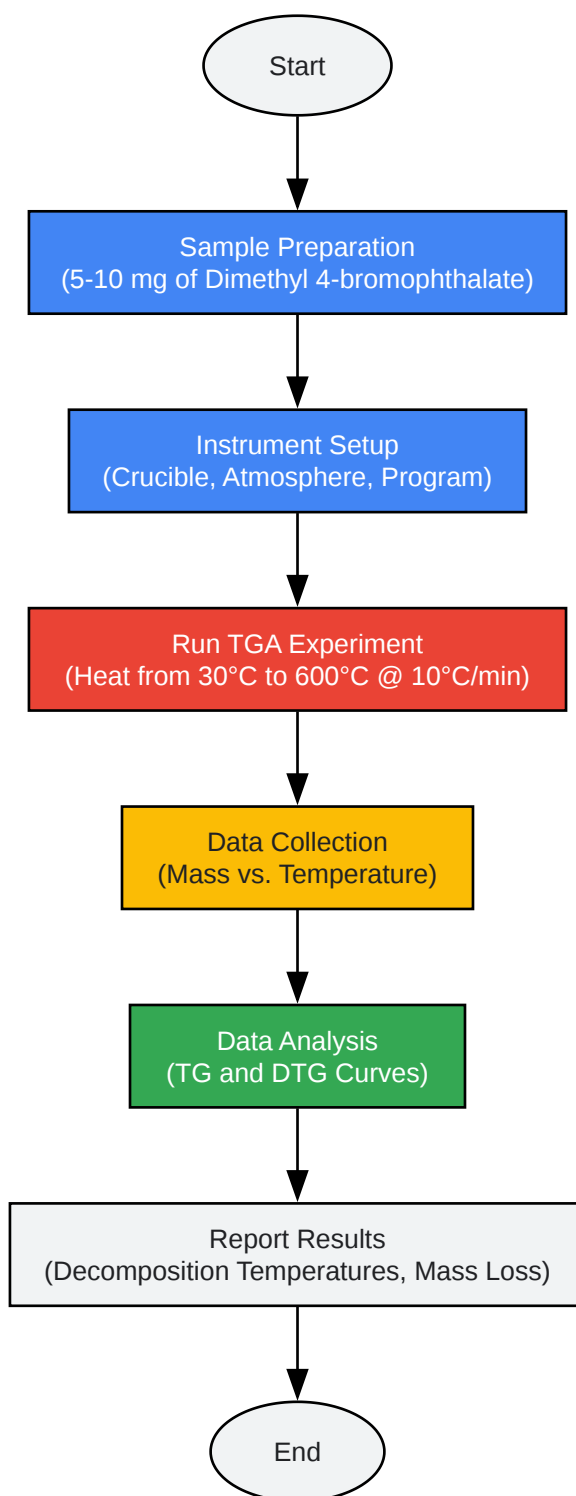 Start
Sample Preparation
(5-10 mg of Dimethyl 4-bromophthalate)
Instrument Setup
(Crucible, Atmosphere, Program)
Run TGA Experiment
(Heat from 30°C to 600°C @ 10°C/min)
Data Collection
(Mass vs. Temperature)
Data Analysis
(TG and DTG Curves)
Report Results
(Decomposition Temperatures, Mass Loss)
End